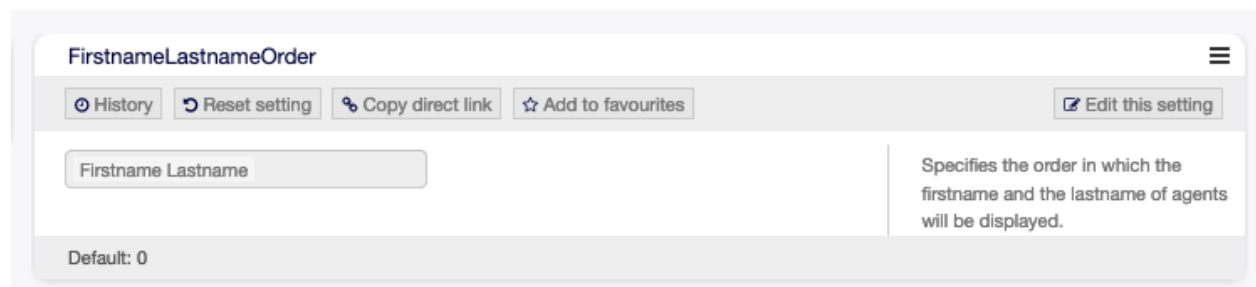 FirstnameLastnameOrder
History Reset setting Copy direct link Add to favourites Edit this setting
Firstname Lastname
Specifies the order in which the
firstname and the lastname of agents
will be displayed.
Default: 0